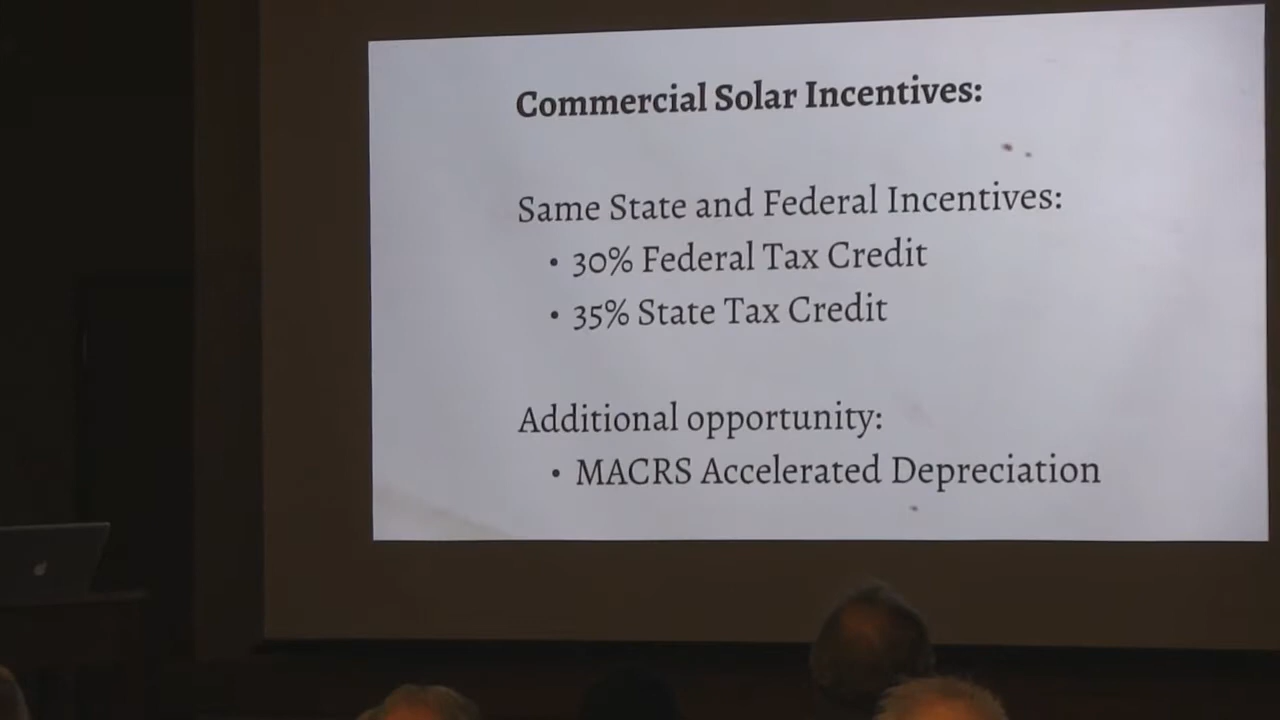 Commercial Solar Incentives:
Same State and Federal Incentives:
• 30% Federal Tax Credit
• 35% State Tax Credit
Additional opportunity:
• MACRS Accelerated Depreciation